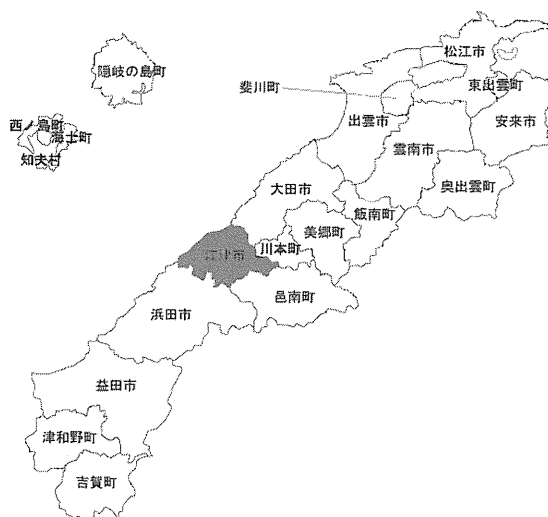 松江市
隠岐の島町
東出雲町
斐川町
出雲市
安来市
西ノ島町
海士町
知夫村
雲南市
大田市
奥出雲町
飯南町
美郷町
川本町
江津市
邑南町
浜田市
益田市
津和野町
吉賀町